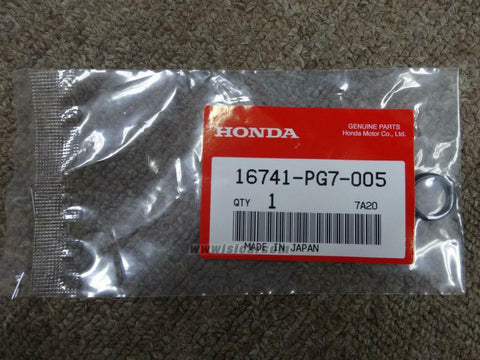 HONDA
GENUINE PARTS
Honda Motor Co., Ltd.
16741-PG7-005
QTY 1 7A20
MADE IN JAPAN